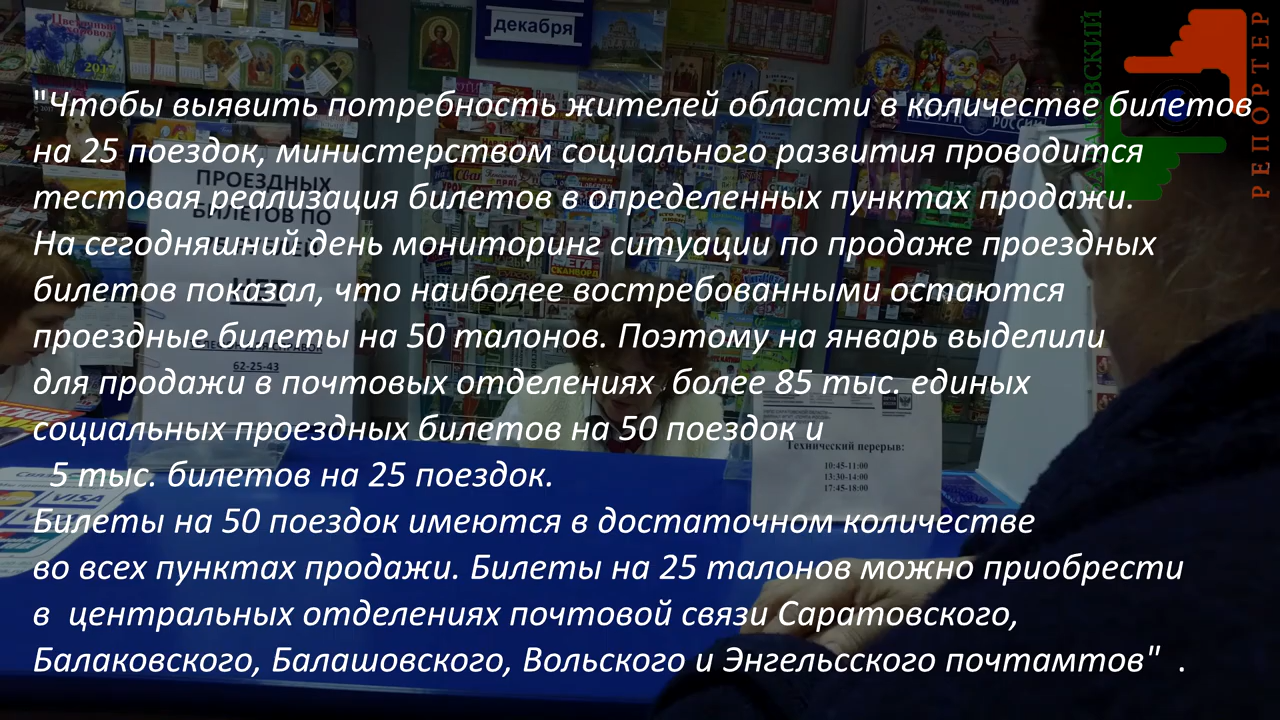 декабря
"Чтобы выявить потребность жителей области в количестве билетов
на 25 поездок, министерством социального развития проводится
тестовая реализация билетов в определенных пунктах продажи.
На сегодняшний день мониторинг ситуации по продаже проездных
билетов показал, что наиболее востребованными остаются
проездные билеты на 50 талонов. Поэтому на январь выделили
для продажи в почтовых отделениях  более 85 тыс. единых
социальных проездных билетов на 50 поездок и
5 тыс. билетов на 25 поездок.
Билеты на 50 поездок имеются в достаточном количестве
во всех пунктах продажи. Билеты на 25 талонов можно приобрести
в  центральных отделениях почтовой связи Саратовского,
Балаковского, Балашовского, Вольского и Энгельсского почтамтов"  .
РЕПОРТЕР
ПРОЕЗДНЫХ
БИЛЕТОВ ПО
НЕТ
62-25-43
Технический перерыв:
10:45-11:00
13:30-14:00
17:45-18:00
VISA